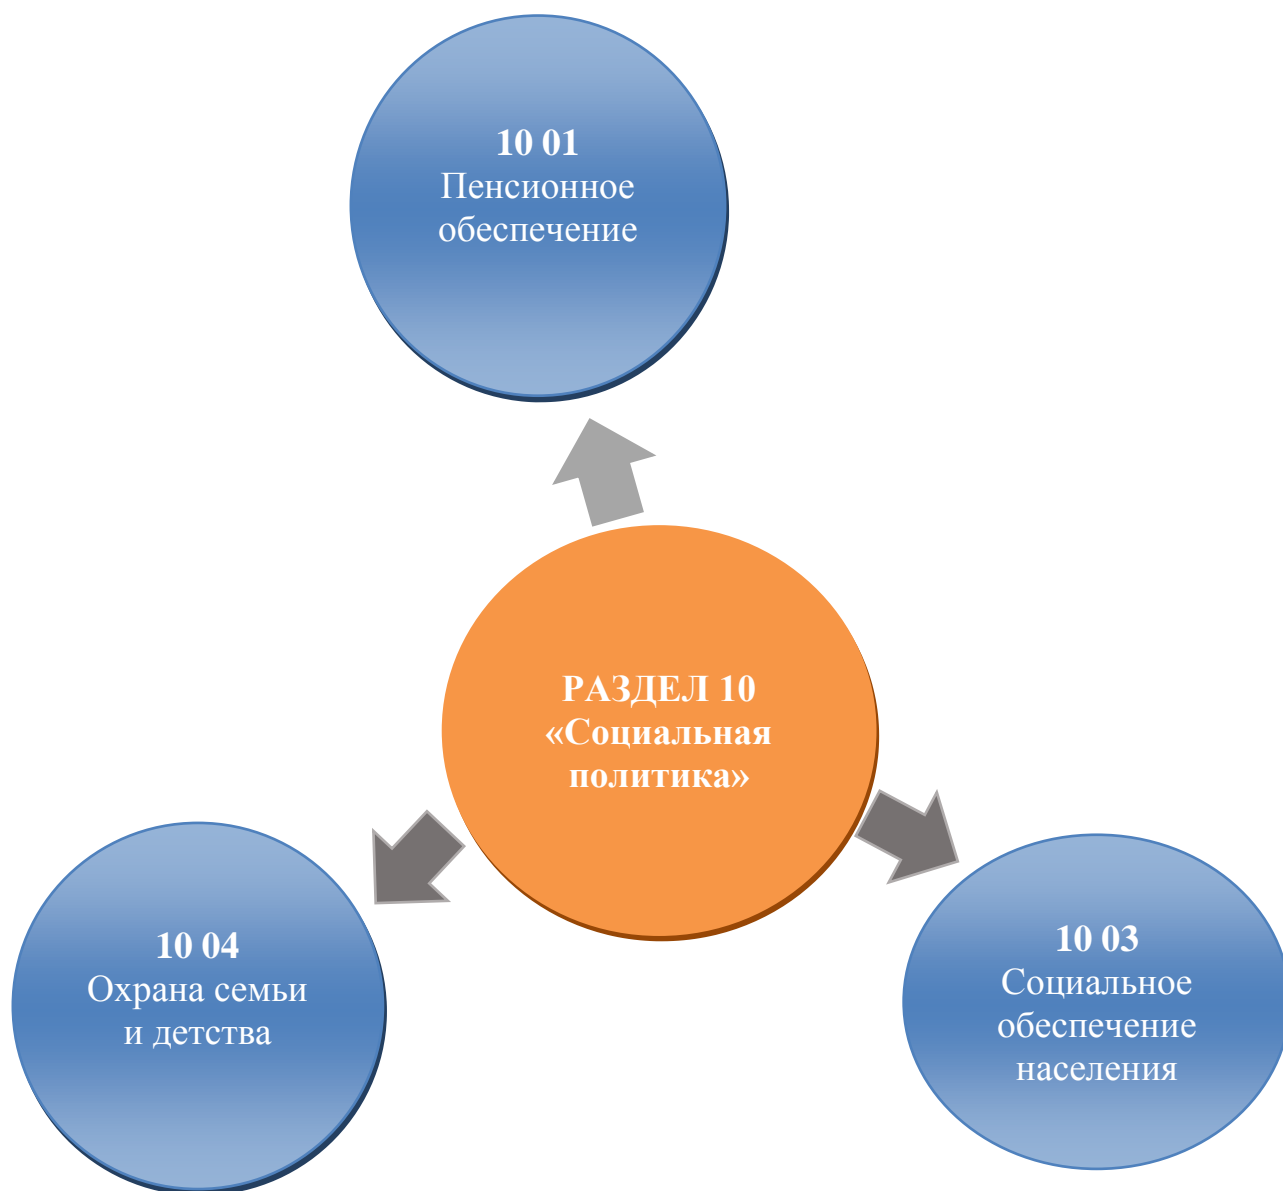 10 01
Пенсионное
обеспечение
РАЗДЕЛ 10
«Социальная
политика»
10 04
Охрана семьи
и детства
10 03
Социальное
обеспечение
населения